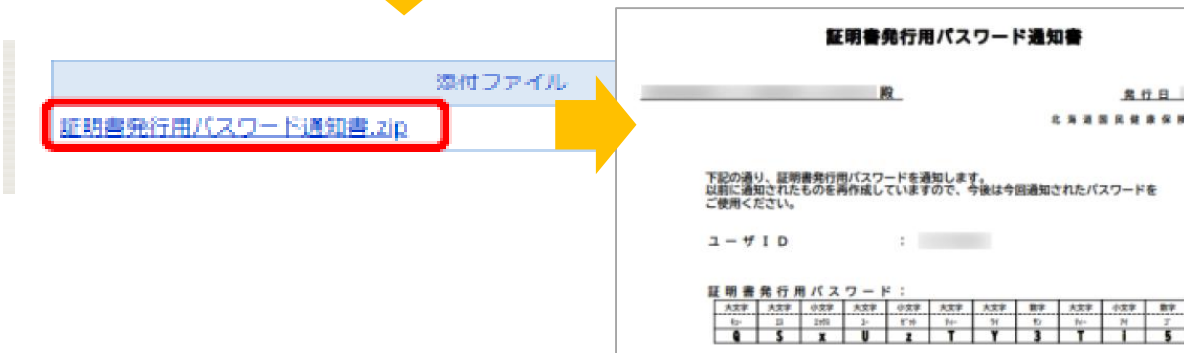 証明書発行用パスワード通知書
添付ファイル
証明書発行用パスワード通知書.zip
殿
発行日
北海道国民健康保険
下記の通り、証明書発行用パスワードを通知します。
以前に通知されたものを再作成していますので、今後は今回通知されたパスワードを
ご使用ください。
ユーザID :
証明書発行用パスワード:
大文字 大文字 小文字 大文字 小文字 大文字 大文字 数字 大文字 小文字 数字
Q S x U z T Y 3 T i 5